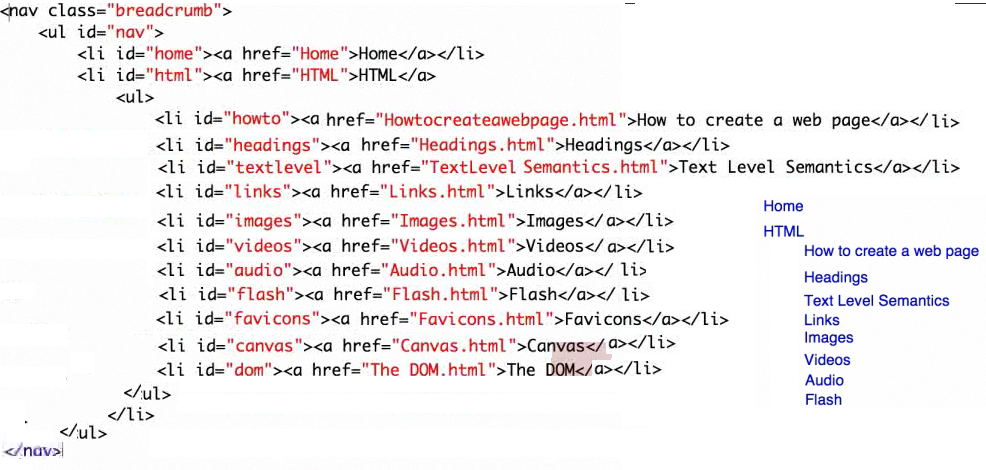 <nav class="breadcrumb">
<ul id="nav">
<li id="home"><a href="Home">Home</a></li>
<li id="html"><a href="HTML">HTML</a>
<ul>
<li id="howto"><a href="Howtocreateawebpage.html">How to create a web page</a></li>
<li id="headings"><a href="Headings.html">Headings</a></li>
<li id="textlevel"><a href="TextLevel Semantics.html">Text Level Semantics</a></li>
<li id="links"><a href="Links.html">Links</a></li>
<li id="images"><a href="Images.html">Images</a></li>
<li id="videos"><a href="Videos.html">Videos</a></li>
<li id="audio"><a href="Audio.html">Audio</a></li>
<li id="flash"><a href="Flash.html">Flash</a></li>
<li id="favicons"><a href="Favicons.html">Favicons</a></li>
<li id="canvas"><a href="Canvas.html">Canvas</a></li>
<li id="dom"><a href="The DOM.html">The DOM</a></li>
</ul>
</li>
</ul>
</nav>
Home
HTML
How to create a web page
Headings
Text Level Semantics
Links
Images
Videos
Audio
Flash